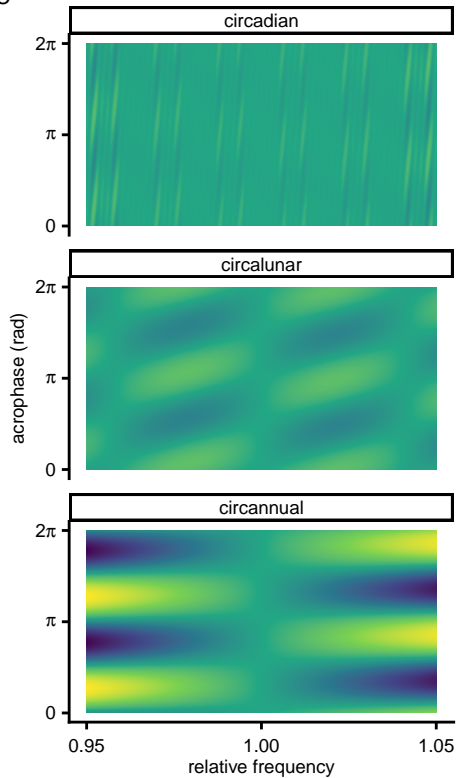 circadian
2π
π
0
circalunar
2π
π
0
acrophase (rad)
circannual
2π
π
0
0.95 1.00 1.05
relative frequency